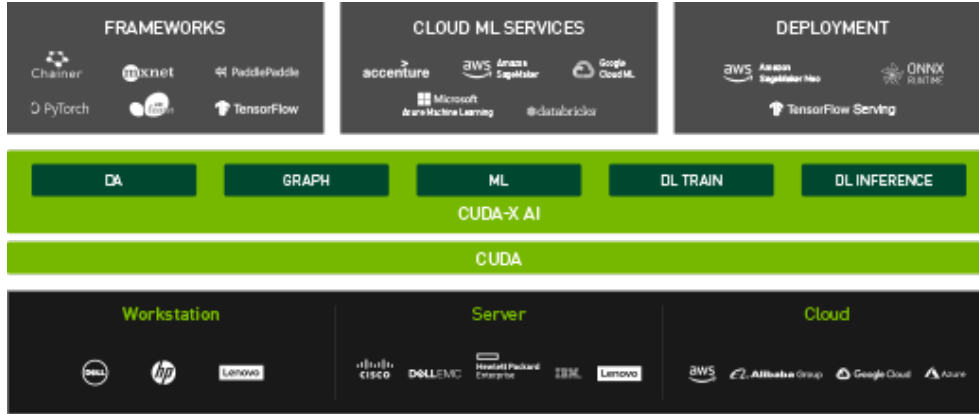 FRAMEWORKS
Chainer
mxnet
PaddlePaddle
PyTorch
learn
TensorFlow
CLOUD ML SERVICES
accenture
aws Amazon SageMaker
Google Cloud ML
Microsoft
Azure Machine Learning
databricks
DEPLOYMENT
aws Amazon SageMaker Neo
ONNX
RUNTIME
TensorFlow Serving
DA
GRAPH
ML
DL TRAIN
DL INFERENCE
CUDA-X AI
CUDA
Workstation
DELL
hp
Lenovo
Server
CISCO
DELLEMC
Hewlett Packard
Enterprise
IBM
Lenovo
Cloud
aws
Alibaba Group
Google Cloud
Azure